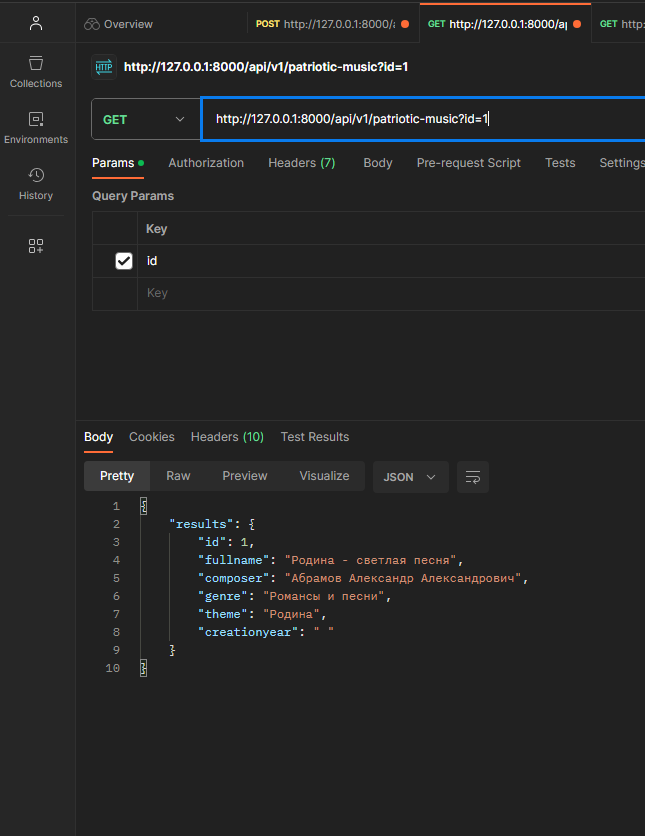 Overview
POST http://127.0.0.1:8000/a
GET http://127.0.0.1:8000/ap
GET http:
Collections
Environments
History
HTTP http://127.0.0.1:8000/api/v1/patriotic-music?id=1
GET http://127.0.0.1:8000/api/v1/patriotic-music?id=1
Params Authorization Headers (7) Body Pre-request Script Tests Settings
Query Params
Key
id
Key
Body Cookies Headers (10) Test Results
Pretty Raw Preview Visualize JSON
1 {
2 "results": {
3 "id": 1,
4 "fullname": "Родина - светлая песня",
5 "composer": "Абрамов Александр Александрович",
6 "genre": "Романсы и песни",
7 "theme": "Родина",
8 "creationyear": " "
9 }
10 }